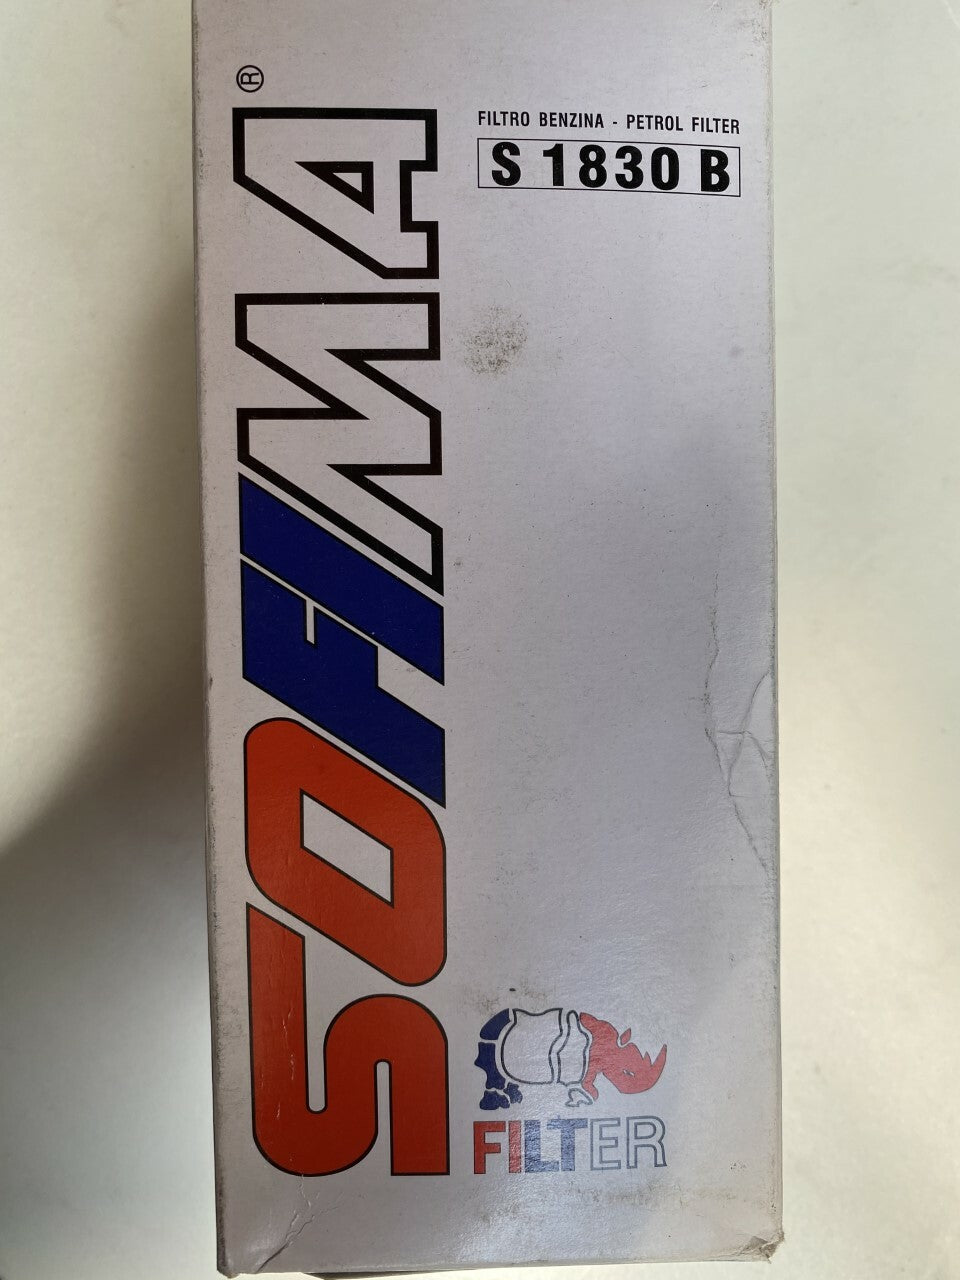 FILTRO BENZINA - PETROL FILTER
S 1830 B
SOFIMA®
FILTER